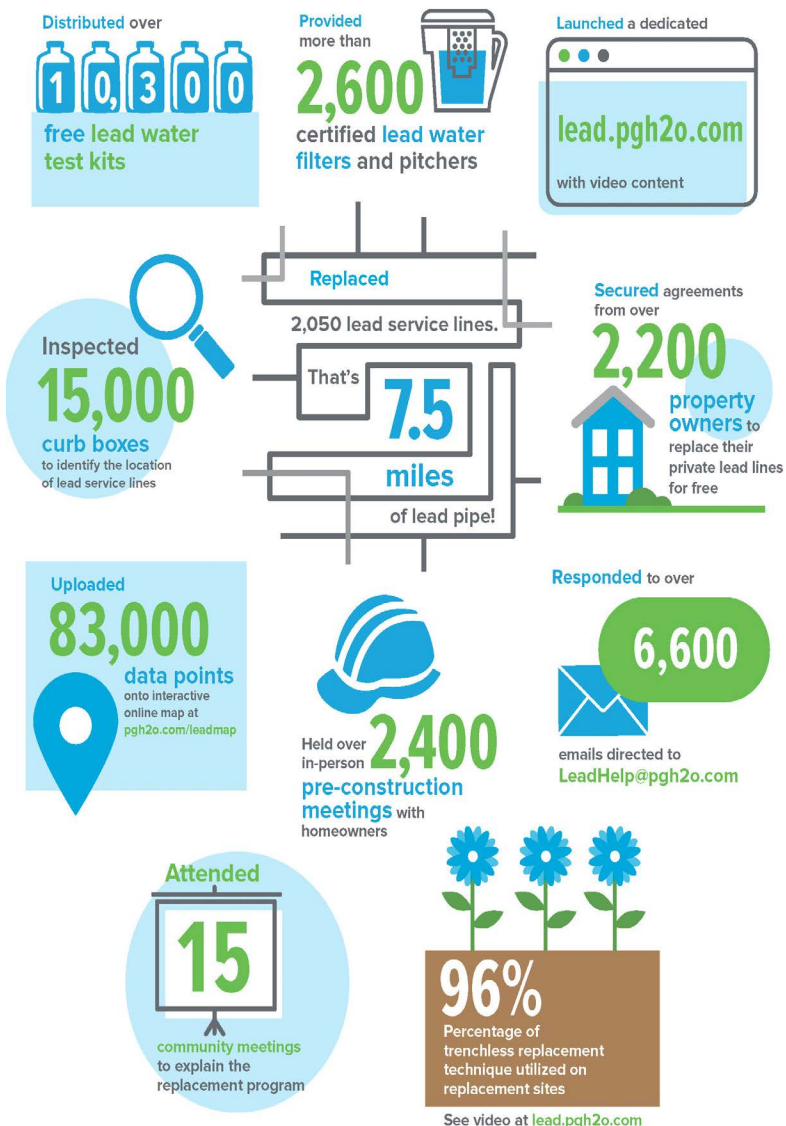 Distributed over
10,300
free lead water
test kits
Provided
more than
2,600
certified lead water
filters and pitchers
Launched a dedicated
lead.pgh2o.com
with video content
Inspected
15,000
curb boxes
to identify the location
of lead service lines
Replaced
2,050 lead service lines.
That's
7.5
miles
of lead pipe!
Secured agreements
from over
2,200
property
owners to
replace their
private lead lines
for free
Uploaded
83,000
data points
onto interactive
online map at
pgh2o.com/leadmap
Held over
in-person 2,400
pre-construction
meetings with
homeowners
Responded to over
6,600
emails directed to
LeadHelp@pgh2o.com
Attended
15
community meetings
to explain the
replacement program
96%
Percentage of
trenchless replacement
technique utilized on
replacement sites
See video at lead.pgh2o.com